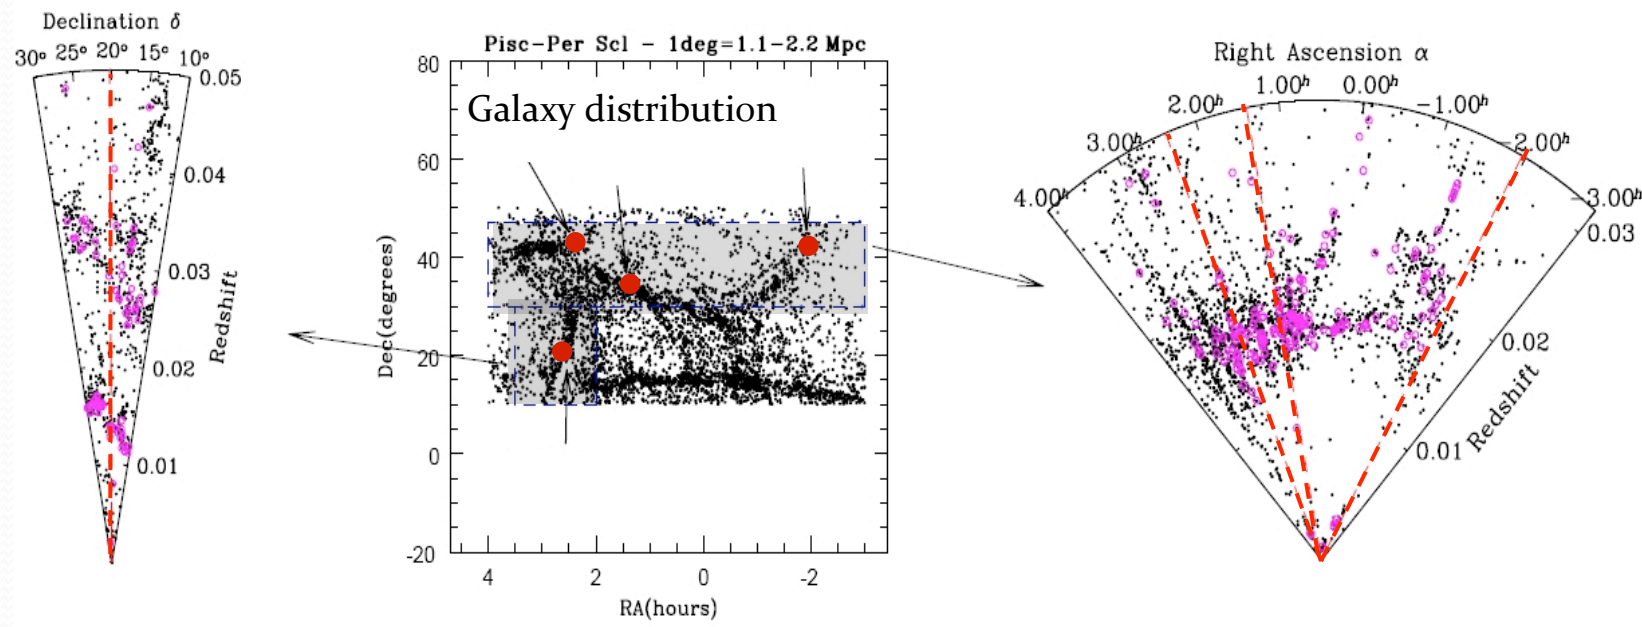 Declination δ
30° 25° 20° 15° 10°
0.05
0.04
0.03
0.02
0.01
Redshift
Pisc-Per Scl - 1deg=1.1-2.2 Mpc
Galaxy distribution
80
60
40
20
0
-20
Dec(degrees)
4 2 0 -2
RA(hours)
Right Ascension α
4.00h 3.00h 2.00h 1.00h 0.00h -1.00h -2.00h -3.00h
0.03
0.02
0.01
Redshift